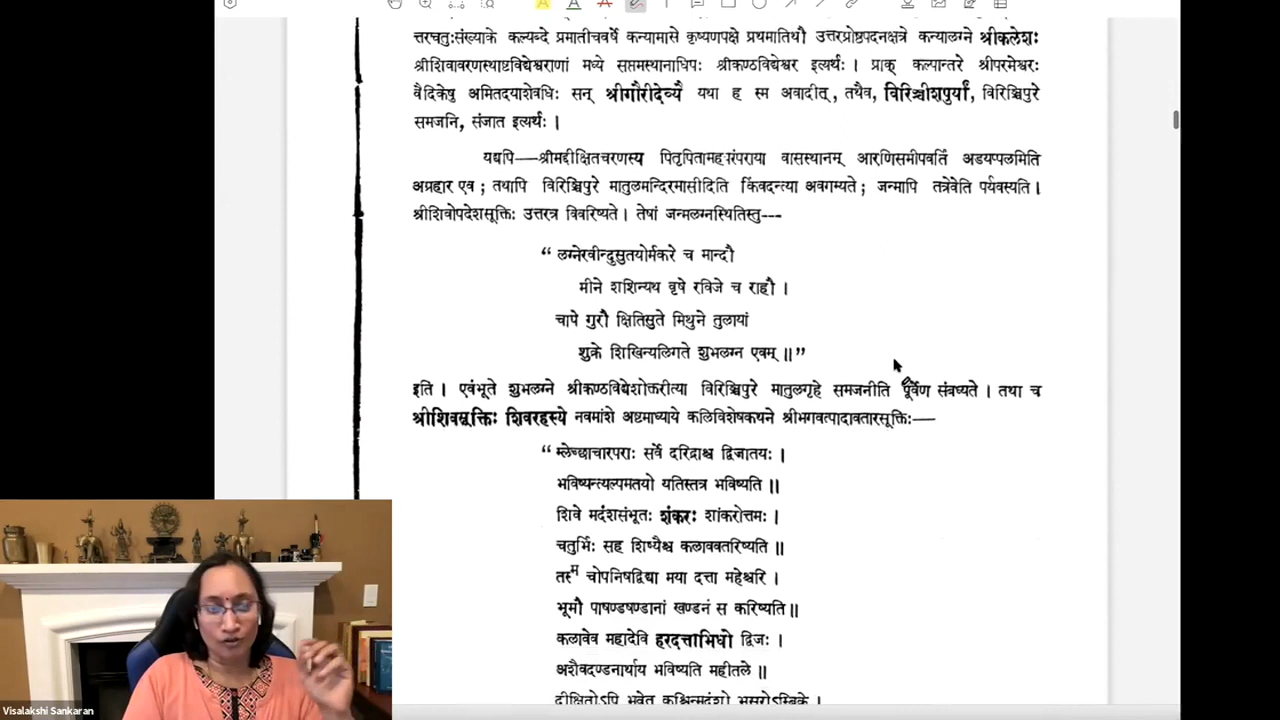 त्तरचतुःसंख्याके कल्यब्दे प्रमातीचवर्षे कन्यामासे कृष्यणपक्षे प्रथमातिथौ उत्तरप्रोष्ठपदनक्षत्रे कन्यालग्ने श्रीकलेशः
श्रीशिवावरणस्थाष्टविद्येश्वराणां मध्ये सप्तमस्थानाधिपः श्रीकण्ठविद्येश्वर इत्यर्थः । प्राक् कल्पान्तरे श्रीपरमेश्वरः
वैदिकेषु अमितदयाशेवधिः सन् श्रीगौरीदेव्यै यथा ह स्म अवादीत्, तथैव, विरिञ्चीशपुर्यां, विरिञ्चिपुरे
समजनि, संजात इत्यर्थः ।
यद्यपि—श्रीमद्दीक्षितचरणस्य पितृपितामहपरंपराया वासस्थानम् आरणिसमीपवर्ति अडयप्पलमिति
अग्रहार एव ; तथापि विरिञ्चिपुरे मातुलमन्दिरमासीदिति किंवदन्त्या अवगम्यते ; जन्मापि तत्रेवेति पर्यवस्यति ।
श्रीशिवोपदेशसूक्तिः उत्तरत्र विवरिष्यते । तेषां जन्मलग्नस्थितिस्तु---
“ लग्नेरवीन्दुसुतयोर्मकरे च मान्दौ
मीने शशिन्यथ वृषे रविजे च राहौ ।
चापे गुरौ क्षितिसुते मिथुने तुलायां
शुक्रे शिखिन्यलिगते शुभलग्न एवम् ॥”
इति । एवंभूते शुभलग्ने श्रीकण्ठविद्येशोक्तरीत्या विरिञ्चिपुरे मातुलगृहे समजनीति पूर्वेण संबध्यते । तथा च
श्रीशिवसूक्तिः शिवरहस्ये नवमांशे अष्टमाध्याये कलिविशेषकथने श्रीभगवत्पादावतारसूक्तिः—
“ म्लेच्छाचारपराः सर्वे दरिद्राश्च द्विजातयः ।
भविष्यन्त्यल्पमतयो यतिस्तत्र भविष्यति ॥
शिवे मदंशसंभूतः शंकरः शांकरोत्तमः ।
चतुर्भिः सह शिष्यैश्च कलाववतरिष्यति ॥
चोपनिषद्विद्या मया दत्ता महेश्वरि ।
भूमौ पाषण्डषण्डानां खण्डनं स करिष्यति ॥
कलावेव महादेवि हरदत्ताभिधो द्विजः ।
अशैवदण्डनार्थाय भविष्यति महीतले ॥
दीक्षितोऽपि भवेत् कश्चिन्मदंशो भूसुरोऽम्बिके ।
Visalakshi Sankaran